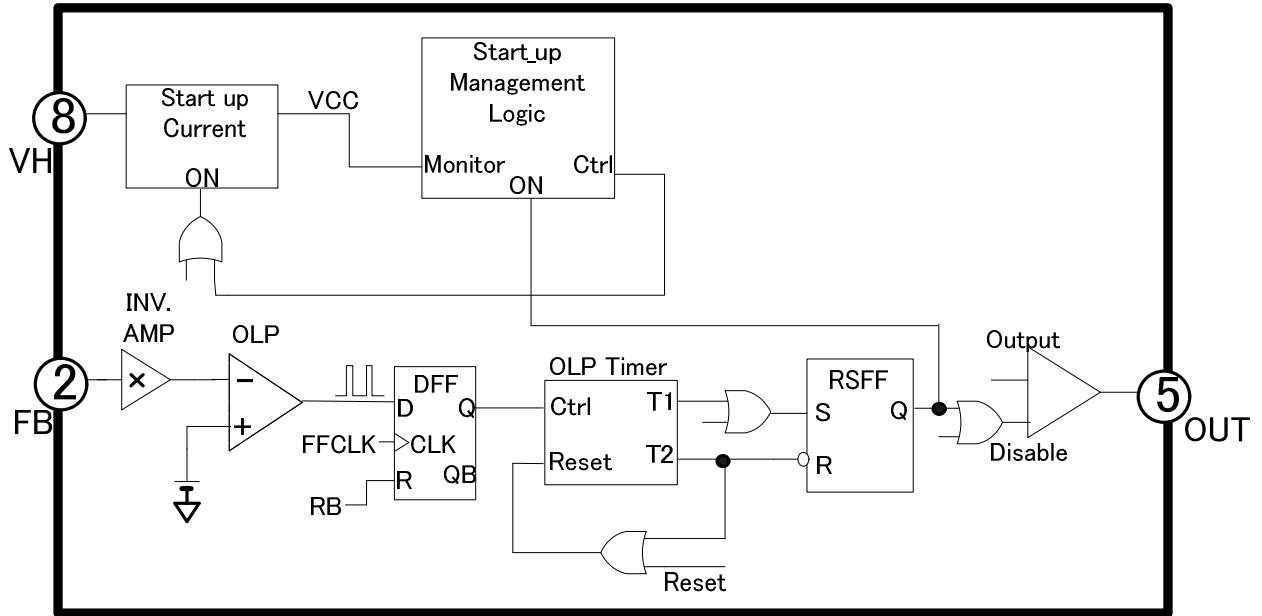 Start_up
Management
Logic
Monitor
Ctrl
ON
Start up
Current
ON
VCC
8
VH
INV.
AMP
OLP
2
FB
DFF
D
Q
FFCLK
CLK
R
QB
RB
OLP Timer
Ctrl
T1
Reset
T2
Reset
RSFF
S
Q
R
Output
Disable
5
OUT